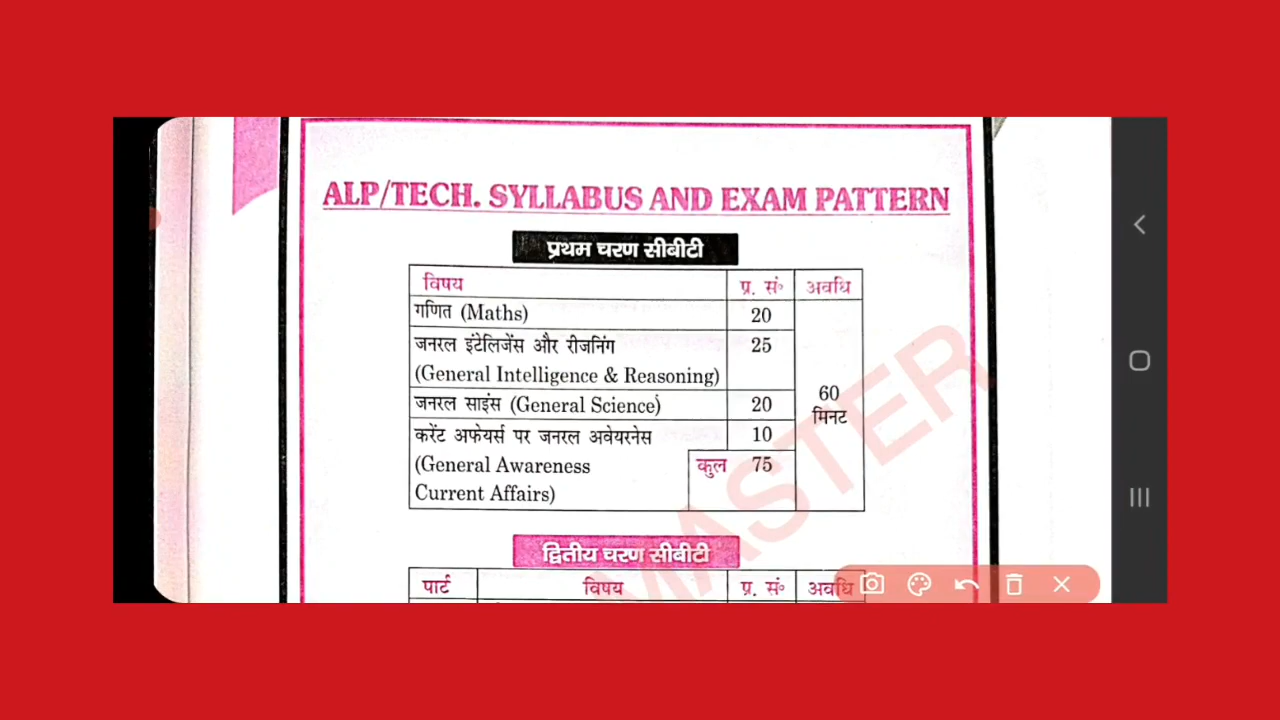 ALP/TECH. SYLLABUS AND EXAM PATTERN
प्रथम चरण सीबीटी
विषय प्र. सं॰ अवधि
गणित (Maths) 20
जनरल इंटेलिजेंस और रीजनिंग 25
(General Intelligence & Reasoning)
60
जनरल साइंस (General Science) 20
मिनट
करेंट अफेयर्स पर जनरल अवेयरनेस 10
(General Awareness कुल 75
Current Affairs)
MASTER
द्वितीय चरण सीबीटी
पार्ट विषय प्र. सं॰ अवधि